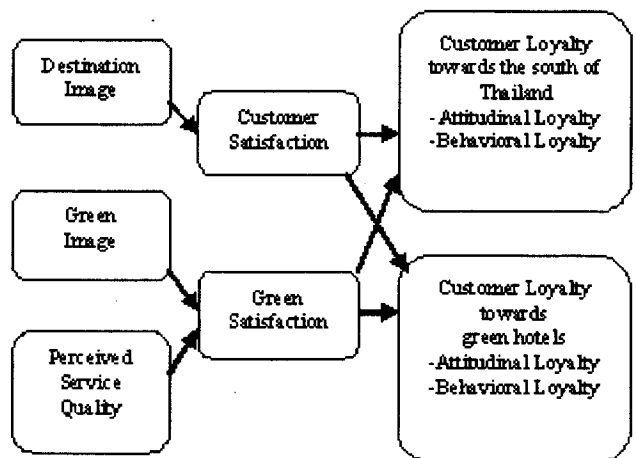 Destination
Image
Customer
Satisfaction
Customer Loyalty
towards the south of
Thailand
-Attitudinal Loyalty
-Behavioral Loyalty
Green
Image
Perceived
Service
Quality
Green
Satisfaction
Customer Loyalty
towards
green hotels
-Attitudinal Loyalty
-Behavioral Loyalty